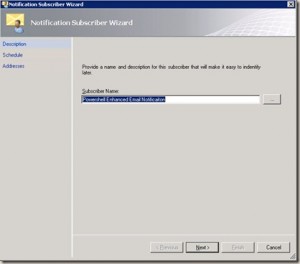 Notification Subscriber Wizard
Notification Subscriber Wizard
Description
Schedule
Addresses
Provide a name and description for this subscriber that will make it easy to indentify
later.
Subscriber Name:
Powershell Enhanced Email Notification
...
< Previous
Next >
Finish
Cancel